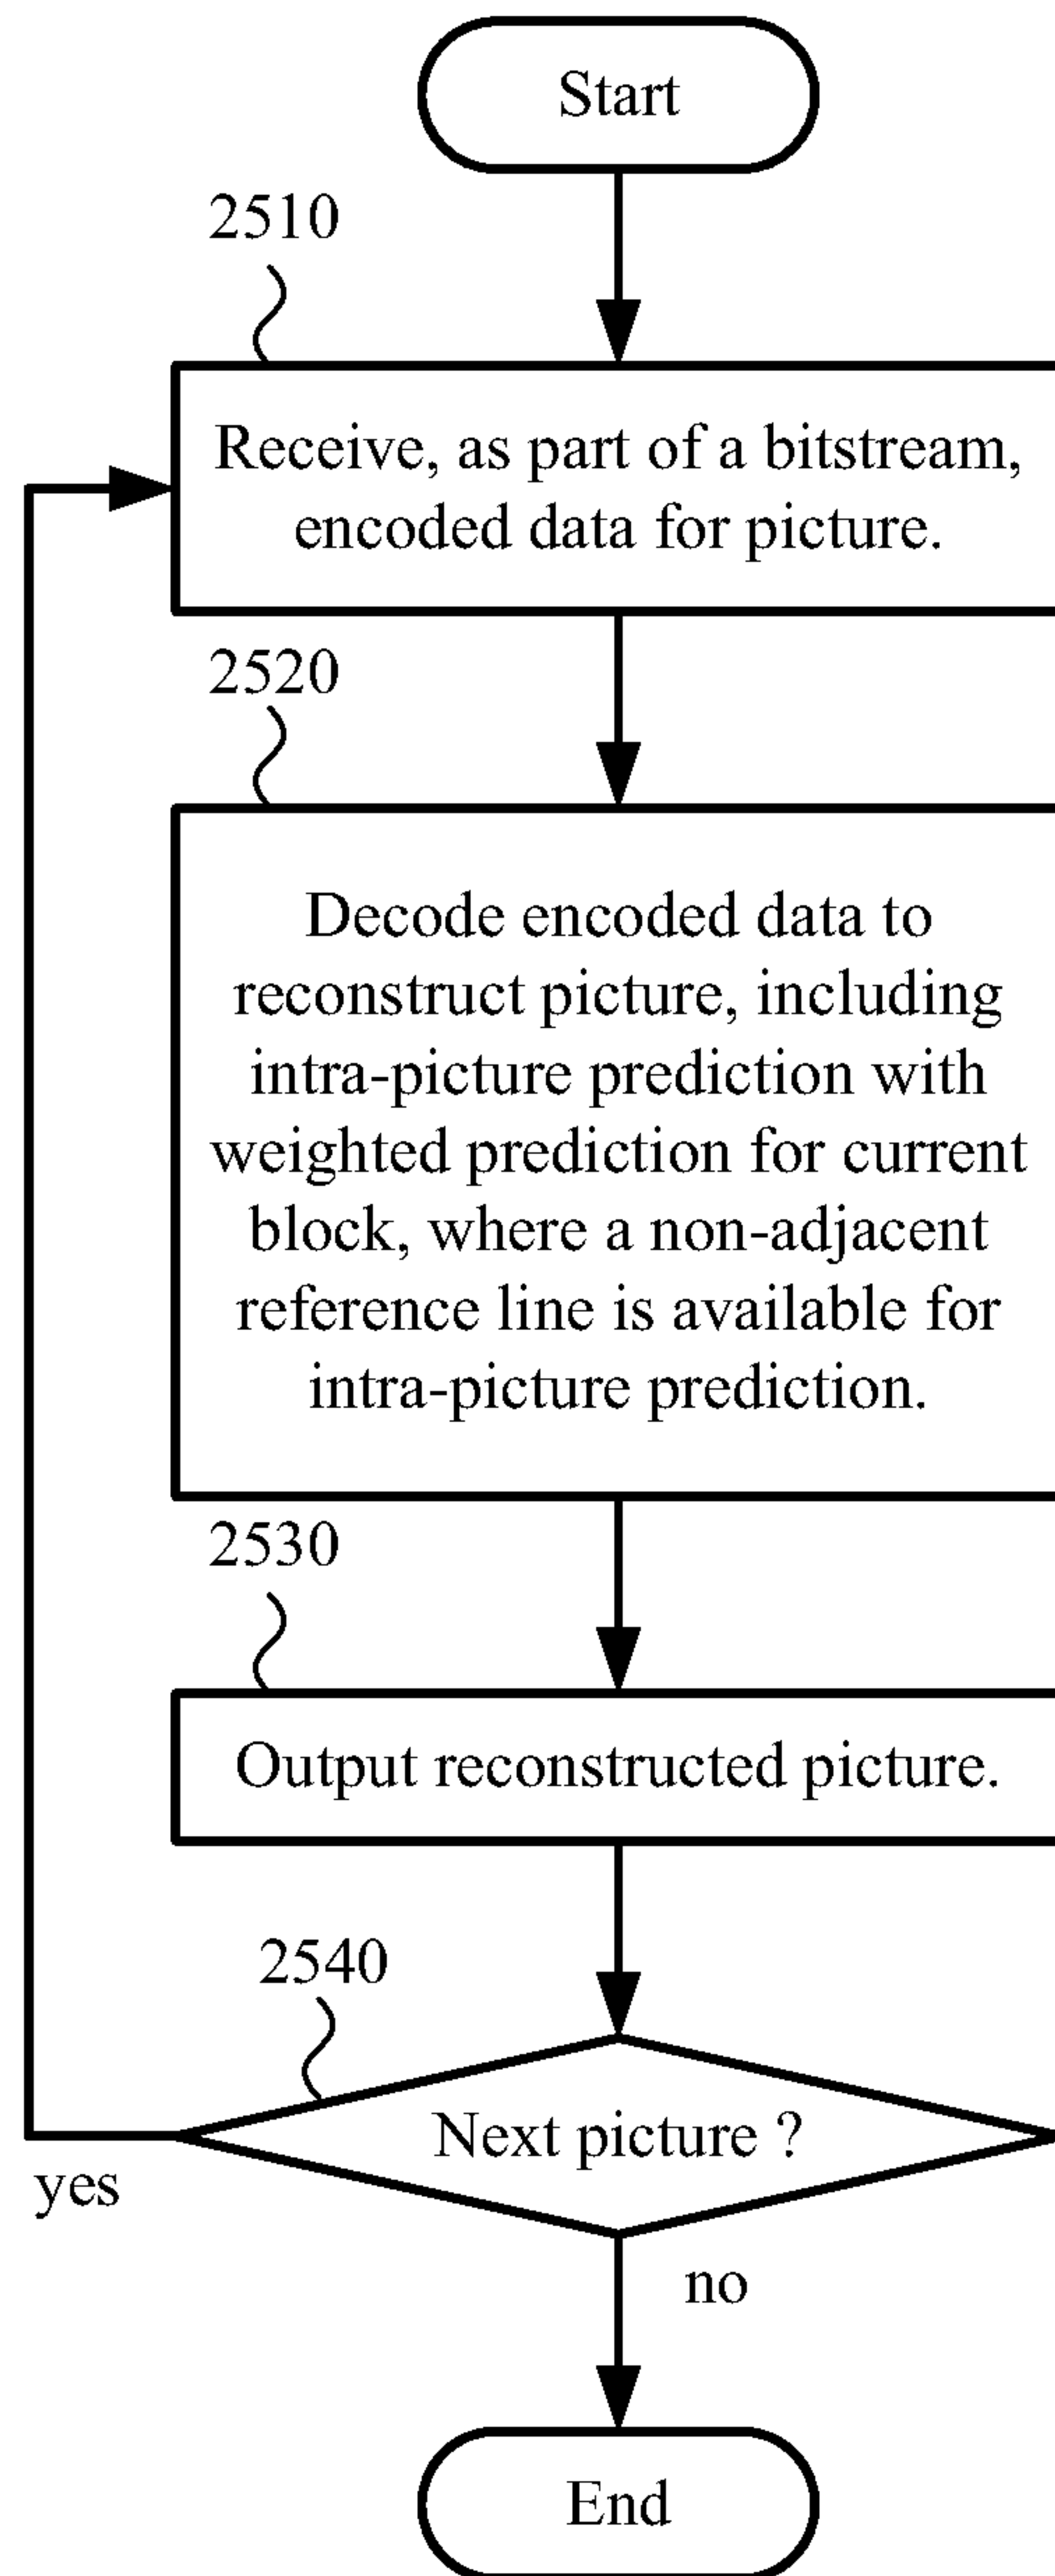 Start
2510
Receive, as part of a bitstream,
encoded data for picture.
2520
Decode encoded data to
reconstruct picture, including
intra-picture prediction with
weighted prediction for current
block, where a non-adjacent
reference line is available for
intra-picture prediction.
2530
Output reconstructed picture.
2540
Next picture ?
yes
no
End